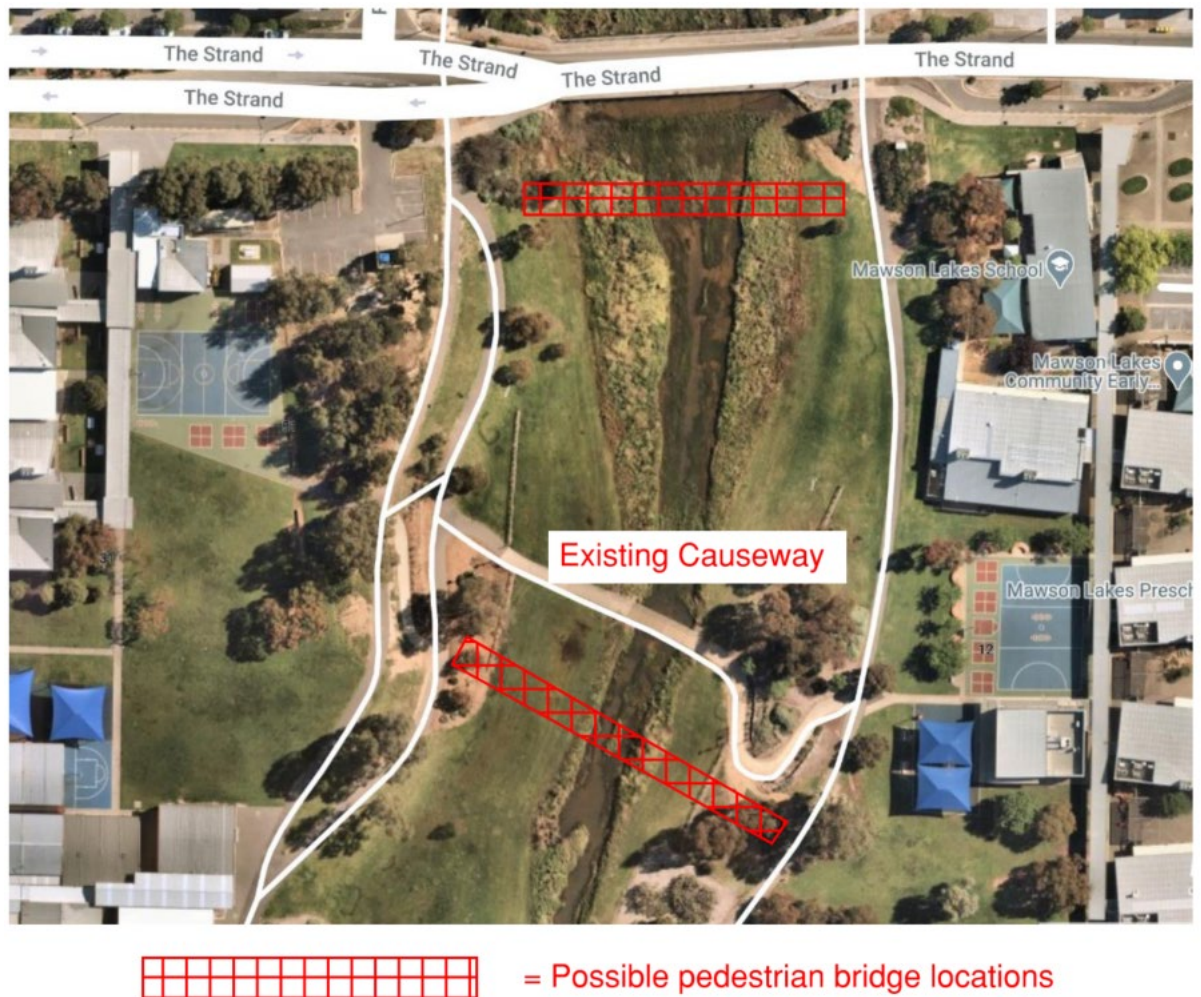 The Strand
The Strand
The Strand
The Strand
The Strand
Mawson Lakes School
Mawson Lakes
Community Early...
Existing Causeway
Mawson Lakes Presch
12
= Possible pedestrian bridge locations